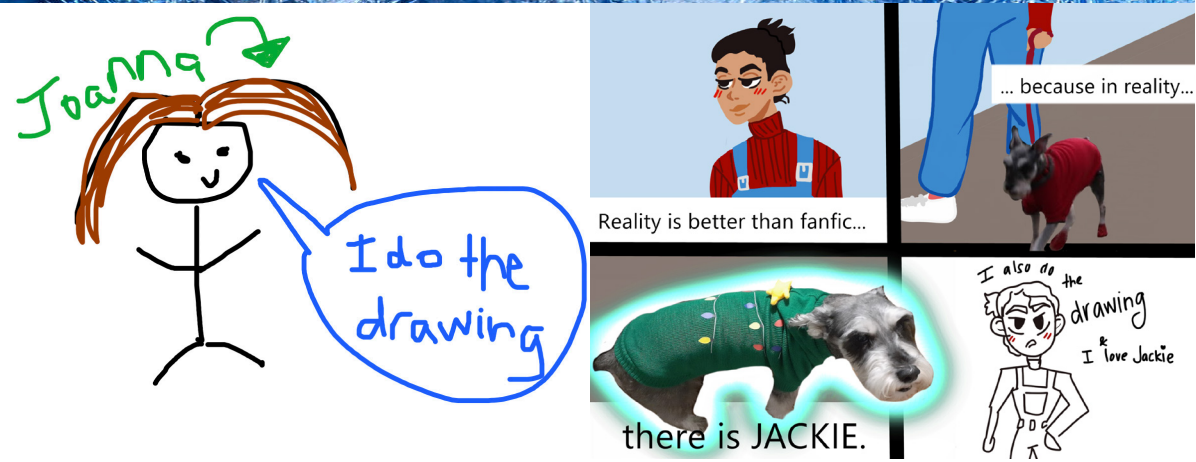 Joanna
I do the
drawing
Reality is better than fanfic...
... because in reality...
there is JACKIE.
I also do
the
drawing
&
I love Jackie